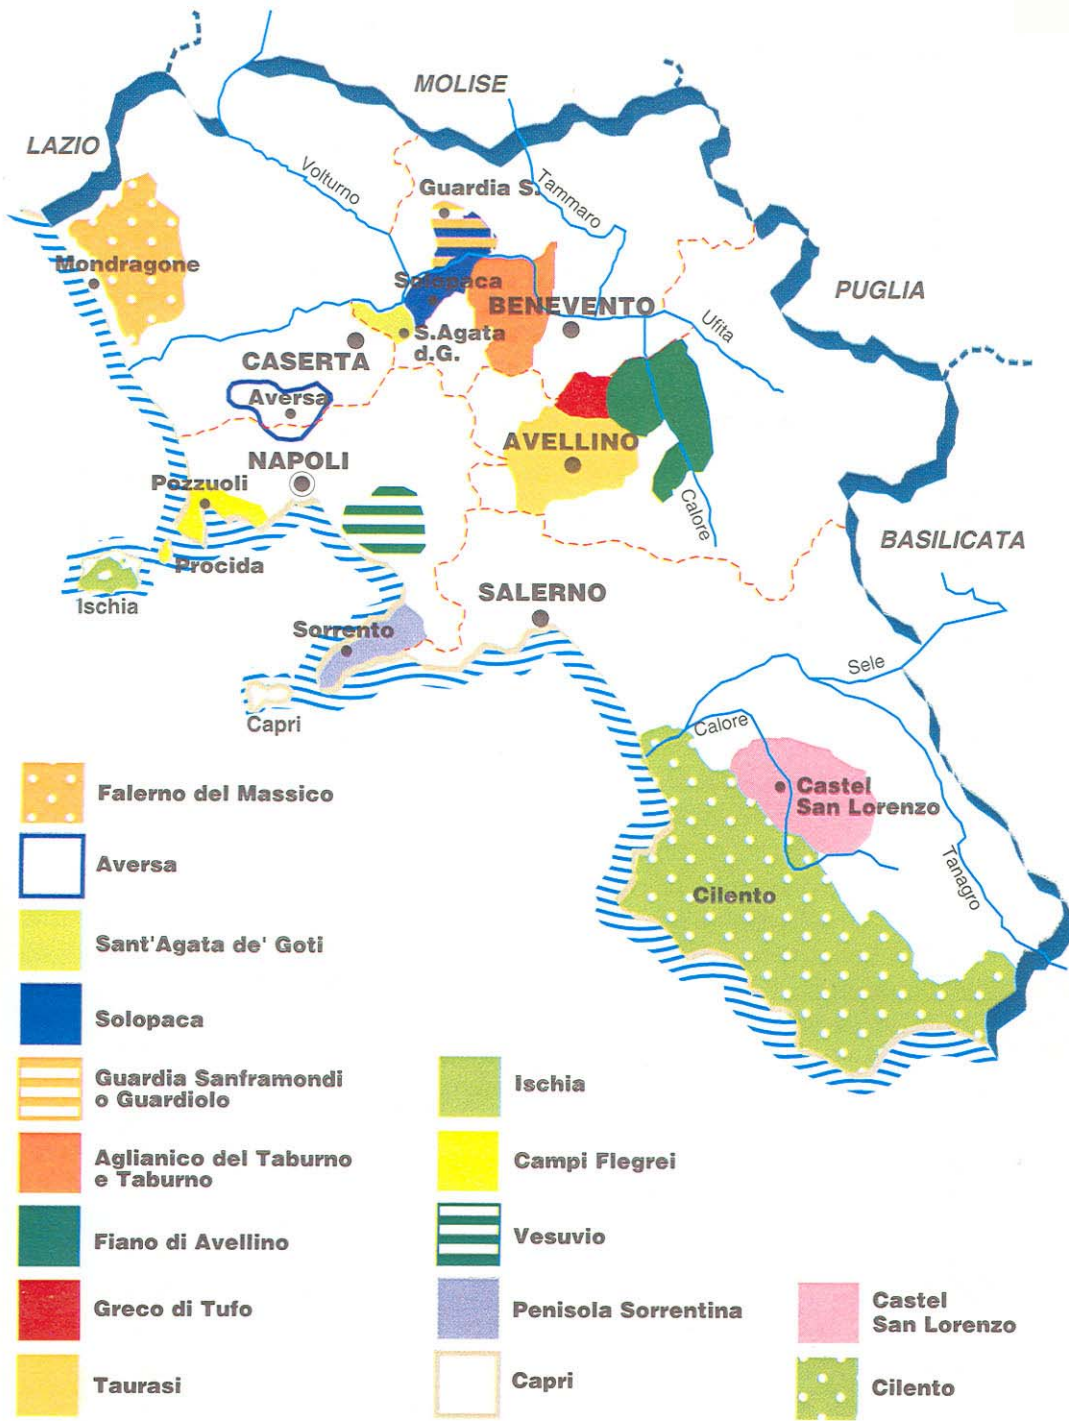 MOLISE
LAZIO
Volturno
Guardia S.
Tammaro
Mondragone
Solopaca
BENEVENTO
PUGLIA
Ufita
S.Agata
d.G.
CASERTA
Aversa
AVELLINO
NAPOLI
Pozzuoli
Calore
BASILICATA
Procida
Ischia
SALERNO
Sorrento
Sele
Capri
Calore
Castel
San Lorenzo
Tanagro
Cilento
Falerno del Massico
Aversa
Sant'Agata de' Goti
Solopaca
Guardia Sanframondi
o Guardiolo
Aglianico del Taburno
e Taburno
Fiano di Avellino
Greco di Tufo
Taurasi
Ischia
Campi Flegrei
Vesuvio
Penisola Sorrentina
Capri
Castel
San Lorenzo
Cilento